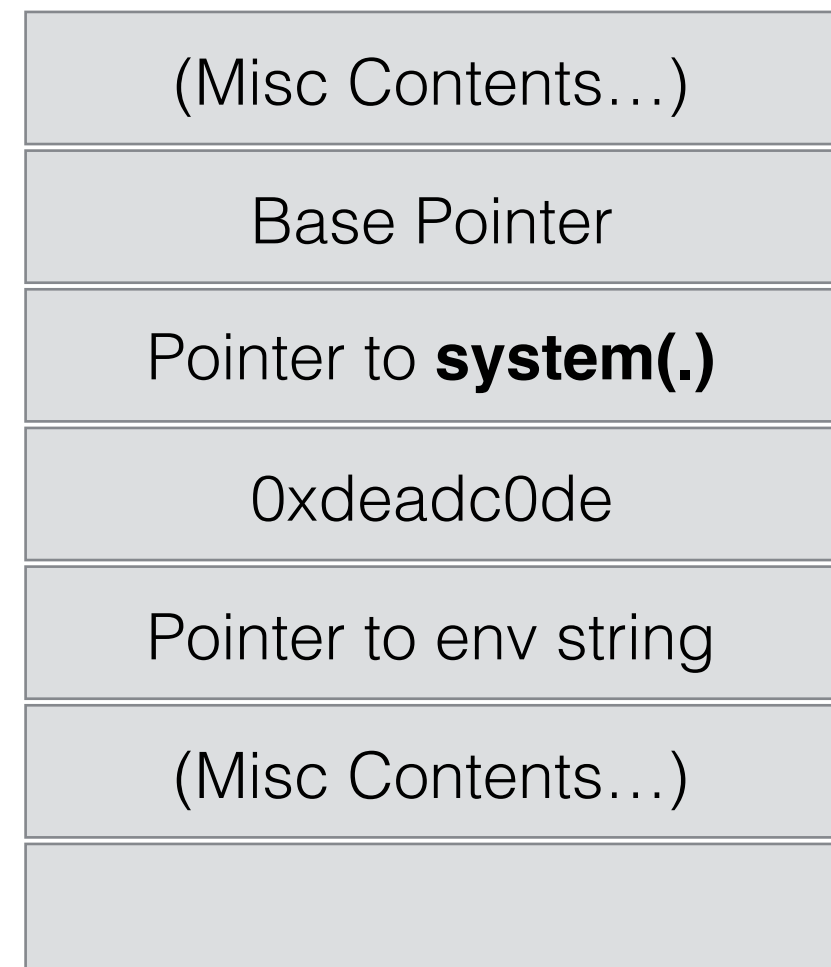 (Misc Contents…)
Base Pointer
Pointer to system(.)
0xdeadc0de
Pointer to env string
(Misc Contents…)